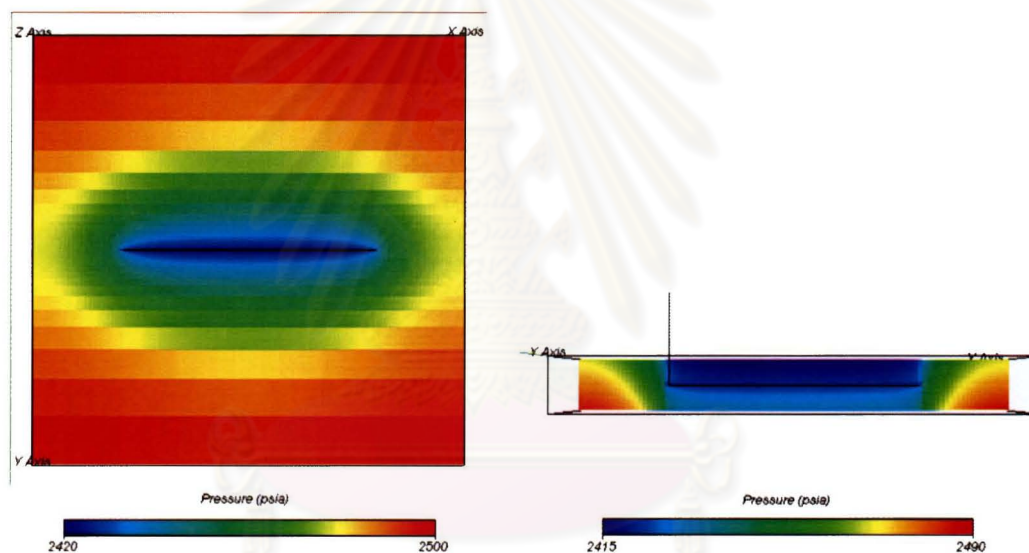 Z Axis
X Axis
Y Axis
Pressure (psia)
2420
2500
Y Axis
Pressure (psia)
2415
2490